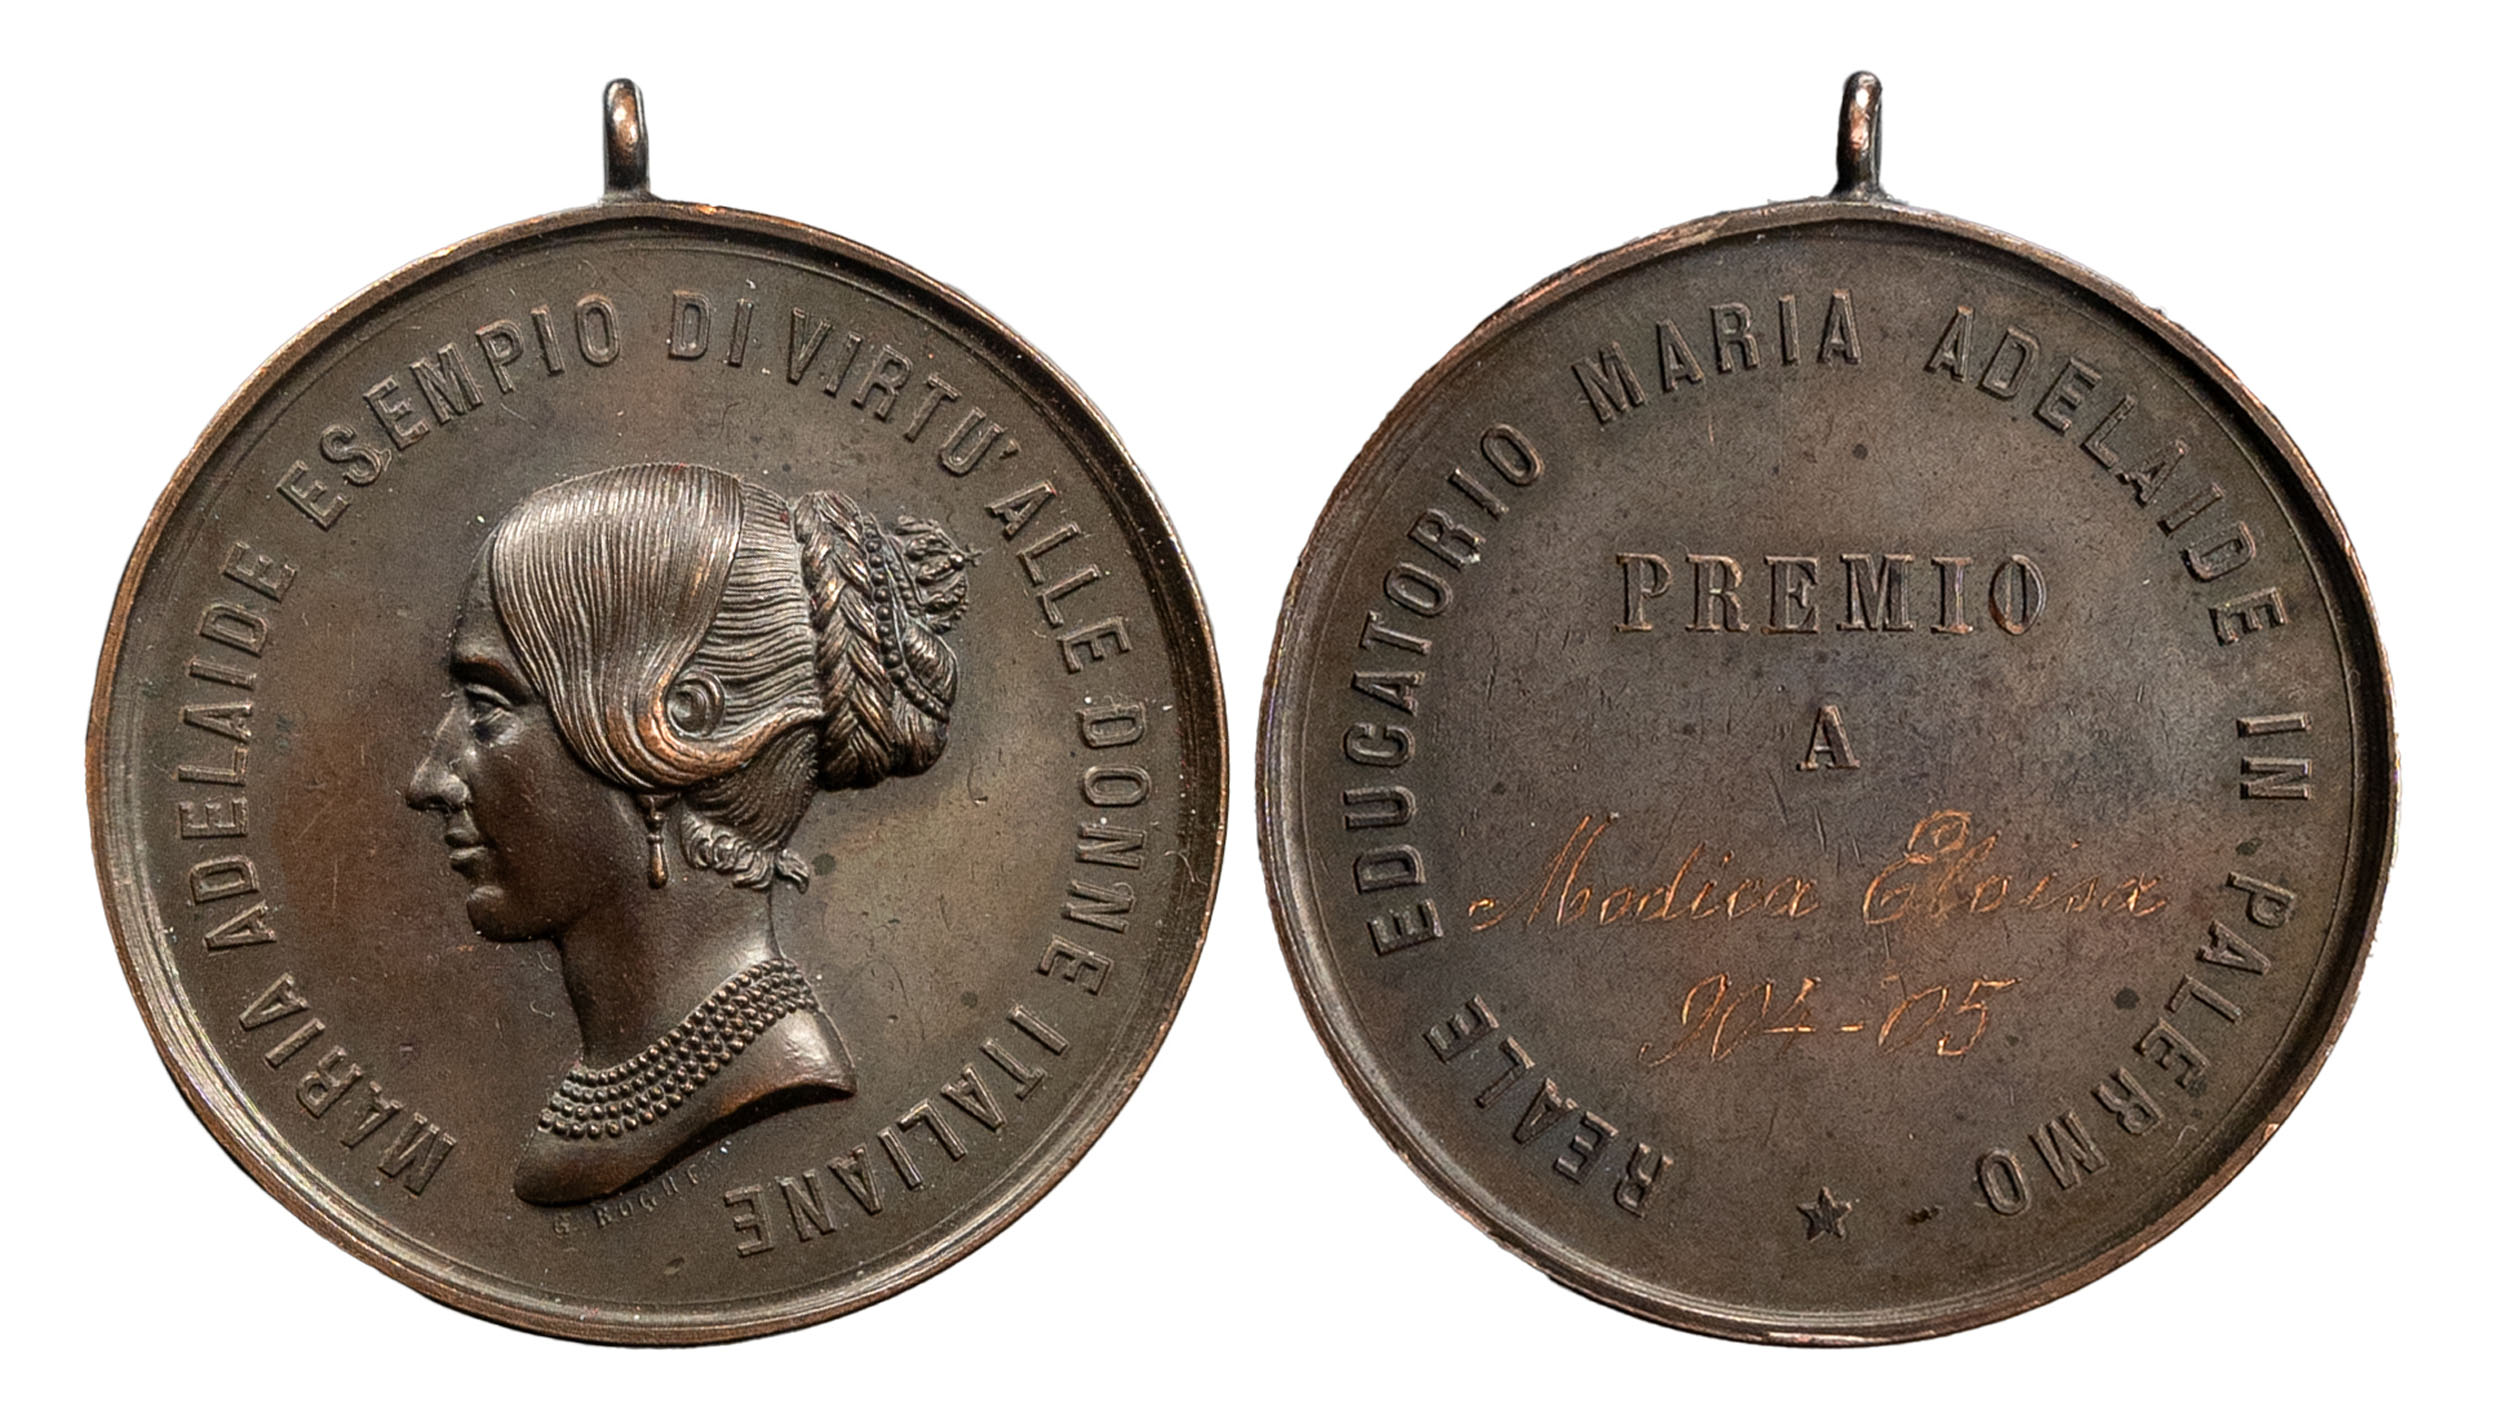 MARIA ADELAIDE ESEMPIO DI VIRTU' ALLE DONNE ITALIANE -
REALE EDUCATORIO MARIA ADELAIDE IN PALERMO -
PREMIO
A
Modica Eloisa
904-05